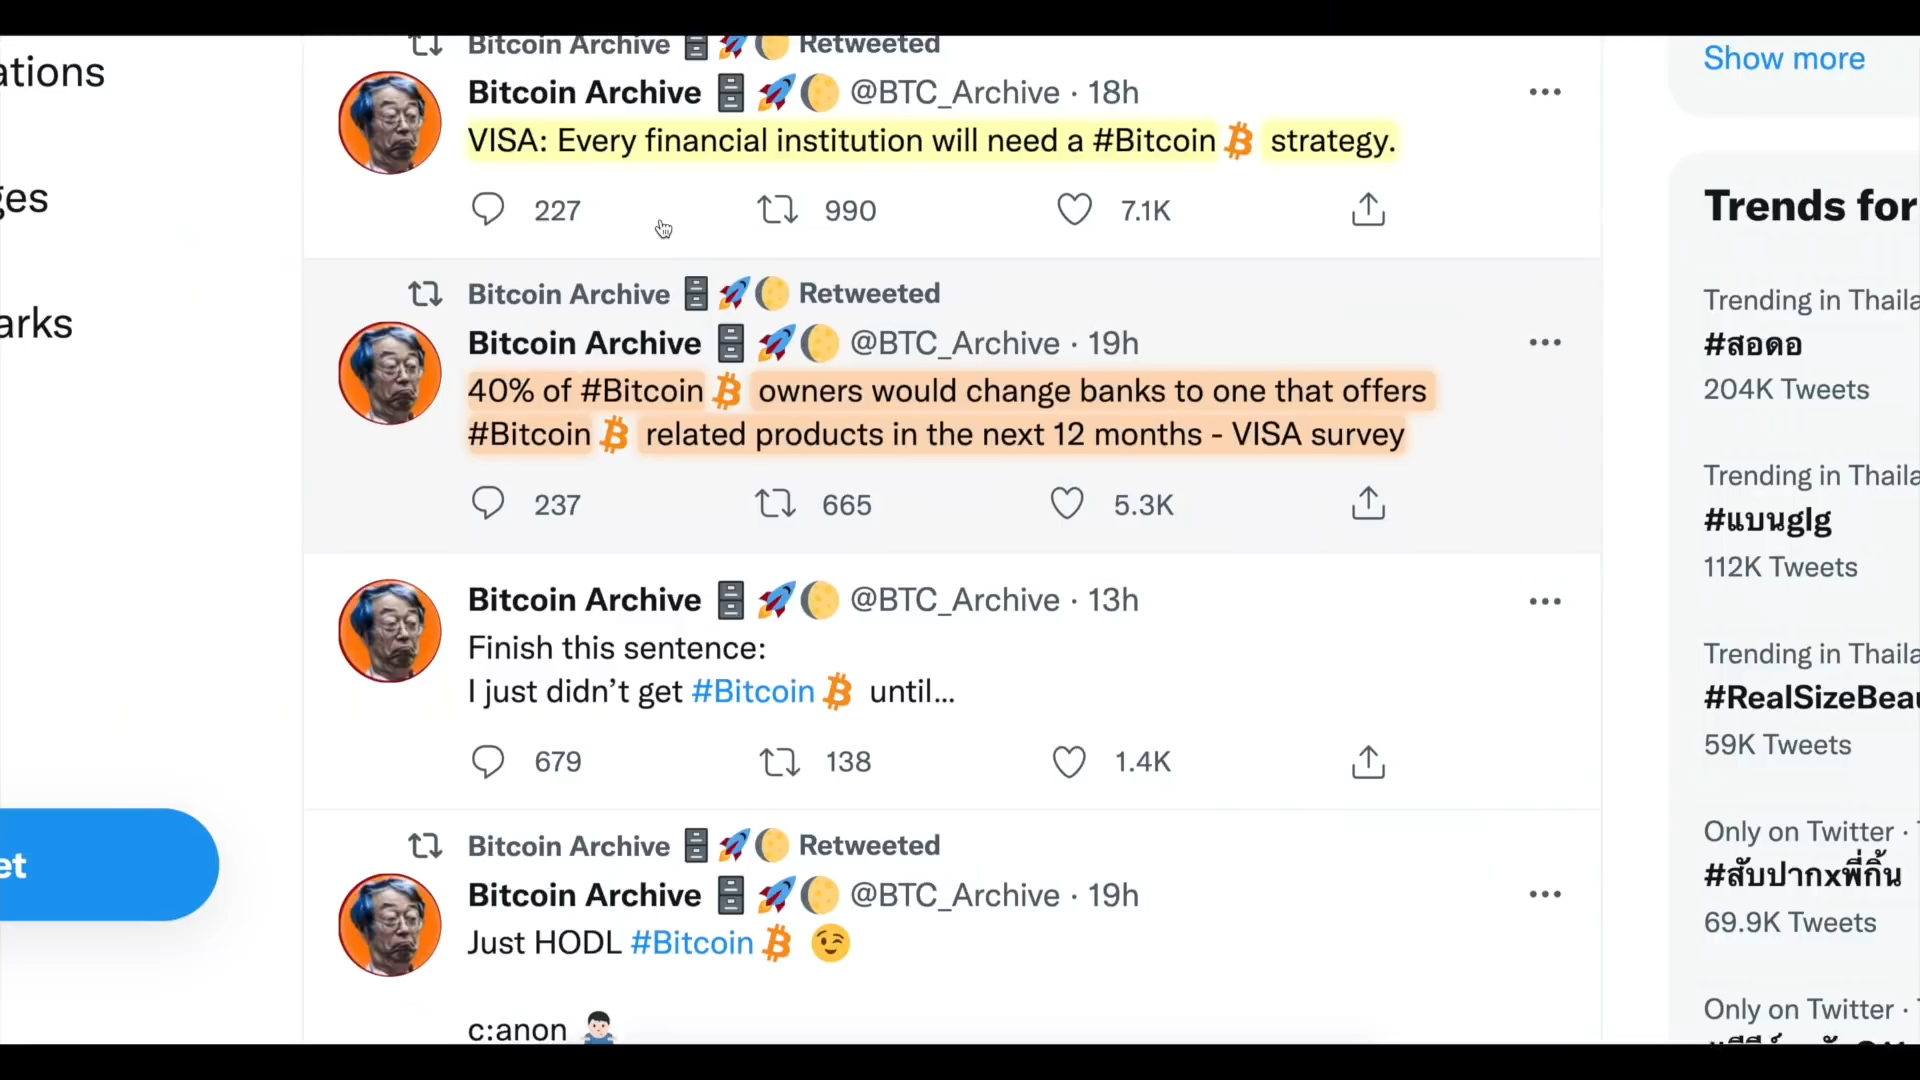 ations
ges
arks
et
Bitcoin Archive 🗄️🚀🌔 Retweeted
Bitcoin Archive 🗄️🚀🌔 @BTC_Archive · 18h
VISA: Every financial institution will need a #Bitcoin strategy.
227 990 7.1K
Bitcoin Archive 🗄️🚀🌔 Retweeted
Bitcoin Archive 🗄️🚀🌔 @BTC_Archive · 19h
40% of #Bitcoin owners would change banks to one that offers
#Bitcoin related products in the next 12 months - VISA survey
237 665 5.3K
Bitcoin Archive 🗄️🚀🌔 @BTC_Archive · 13h
Finish this sentence:
I just didn’t get #Bitcoin until...
679 138 1.4K
Bitcoin Archive 🗄️🚀🌔 Retweeted
Bitcoin Archive 🗄️🚀🌔 @BTC_Archive · 19h
Just HODL #Bitcoin 😉
c:anon
Show more
Trends for
Trending in Thaila
#สอดอ
204K Tweets
Trending in Thaila
#แบนglg
112K Tweets
Trending in Thaila
#RealSizeBeau
59K Tweets
Only on Twitter ·
#สัปปากxพี่กิ้น
69.9K Tweets
Only on Twitter ·